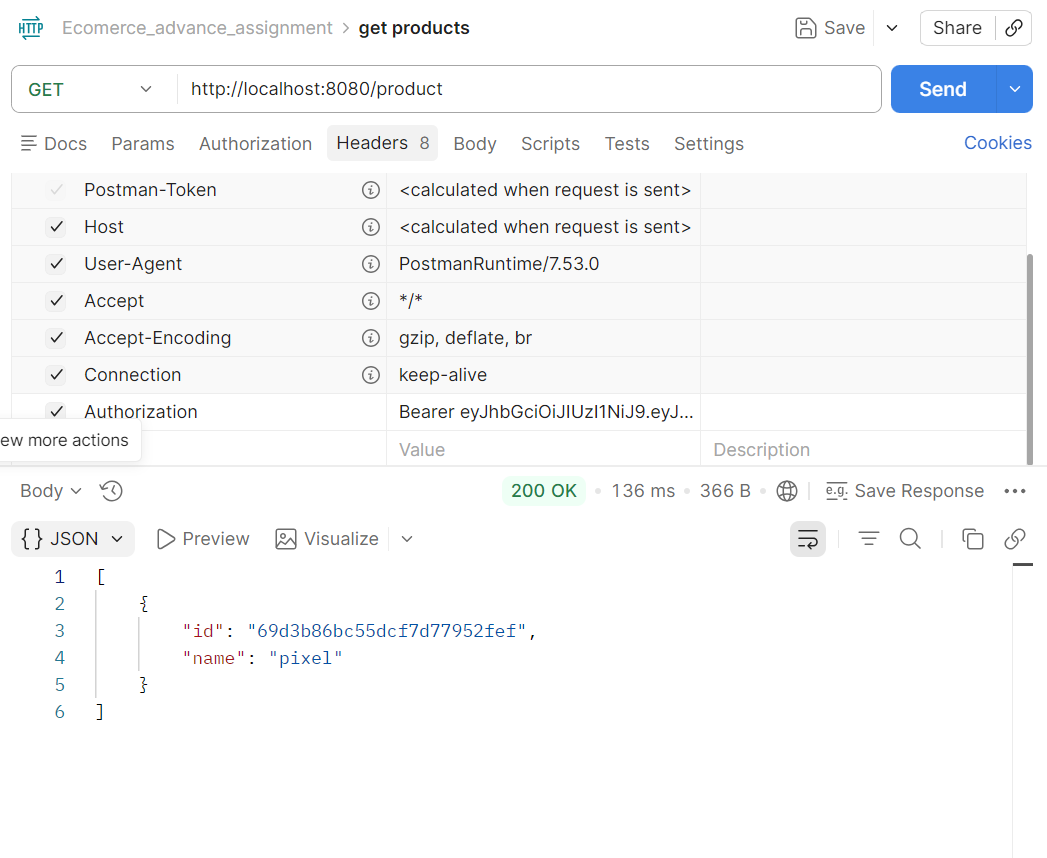 HTTP Ecomerce_advance_assignment > get products Save Share
GET http://localhost:8080/product Send
Docs Params Authorization Headers 8 Body Scripts Tests Settings Cookies
Postman-Token <calculated when request is sent>
Host <calculated when request is sent>
User-Agent PostmanRuntime/7.53.0
Accept */*
Accept-Encoding gzip, deflate, br
Connection keep-alive
Authorization Bearer eyJhbGciOiJIUzI1NiJ9.eyJ...
ew more actions Value Description
Body 200 OK • 136 ms • 366 B • e.g. Save Response
{} JSON Preview Visualize
1 [
2 {
3 "id": "69d3b86bc55dcf7d77952fef",
4 "name": "pixel"
5 }
6 ]